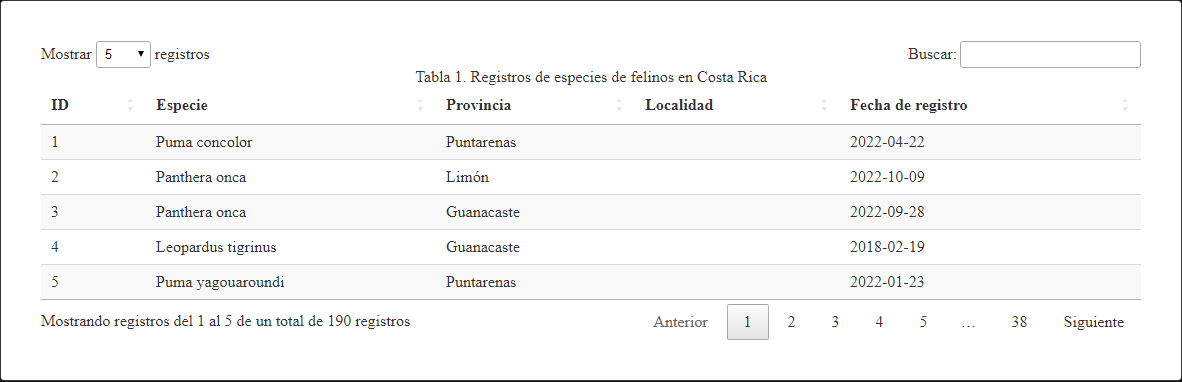 Mostrar 5 registros Buscar:
Tabla 1. Registros de especies de felinos en Costa Rica
ID Especie Provincia Localidad Fecha de registro
1 Puma concolor Puntarenas 2022-04-22
2 Panthera onca Limón 2022-10-09
3 Panthera onca Guanacaste 2022-09-28
4 Leopardus tigrinus Guanacaste 2018-02-19
5 Puma yagouaroundi Puntarenas 2022-01-23
Mostrando registros del 1 al 5 de un total de 190 registros Anterior 1 2 3 4 5 … 38 Siguiente